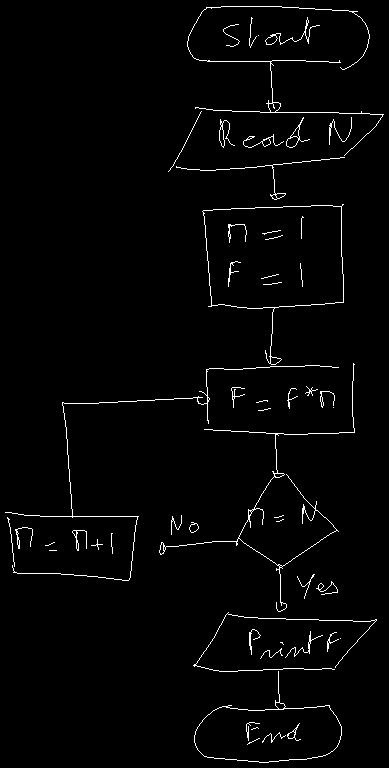 Start
Read N
n = 1
F = 1
F = F*n
n = N
No
n = n+1
Yes
Print F
End